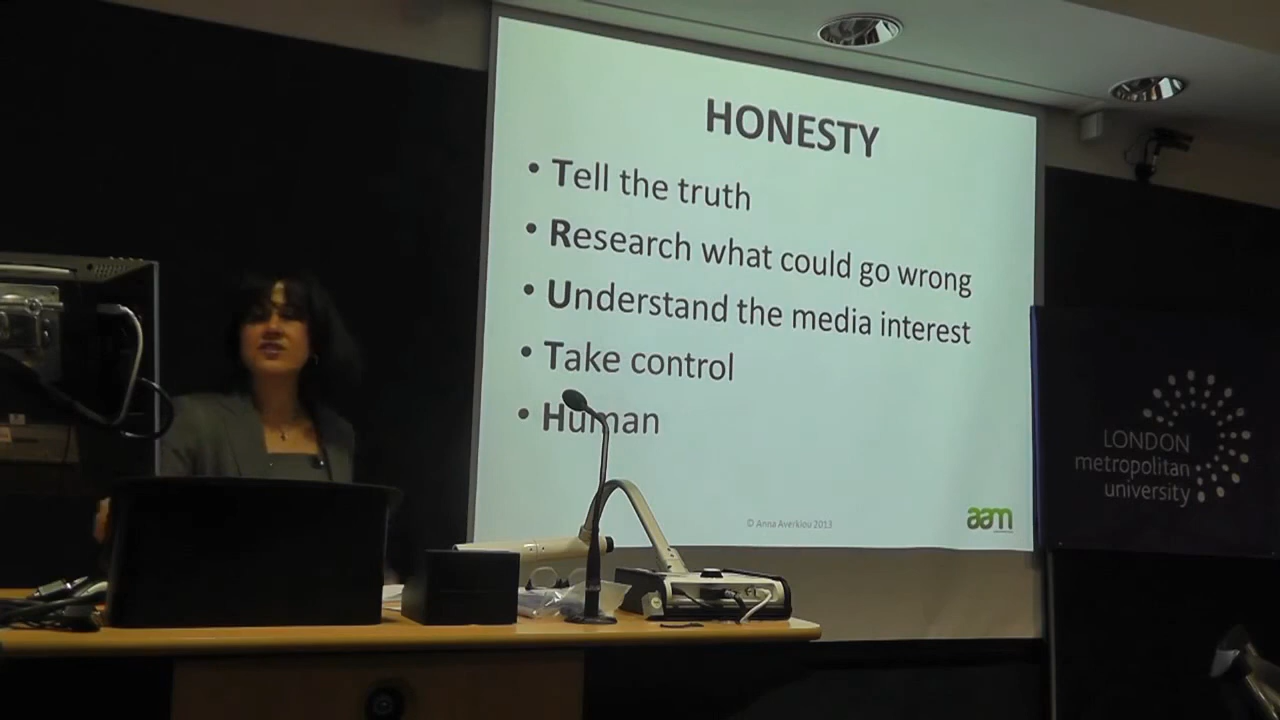 HONESTY
• Tell the truth
• Research what could go wrong
• Understand the media interest
• Take control
• Human
© Anna Averkiou 2013
aam
LONDON
metropolitan
university